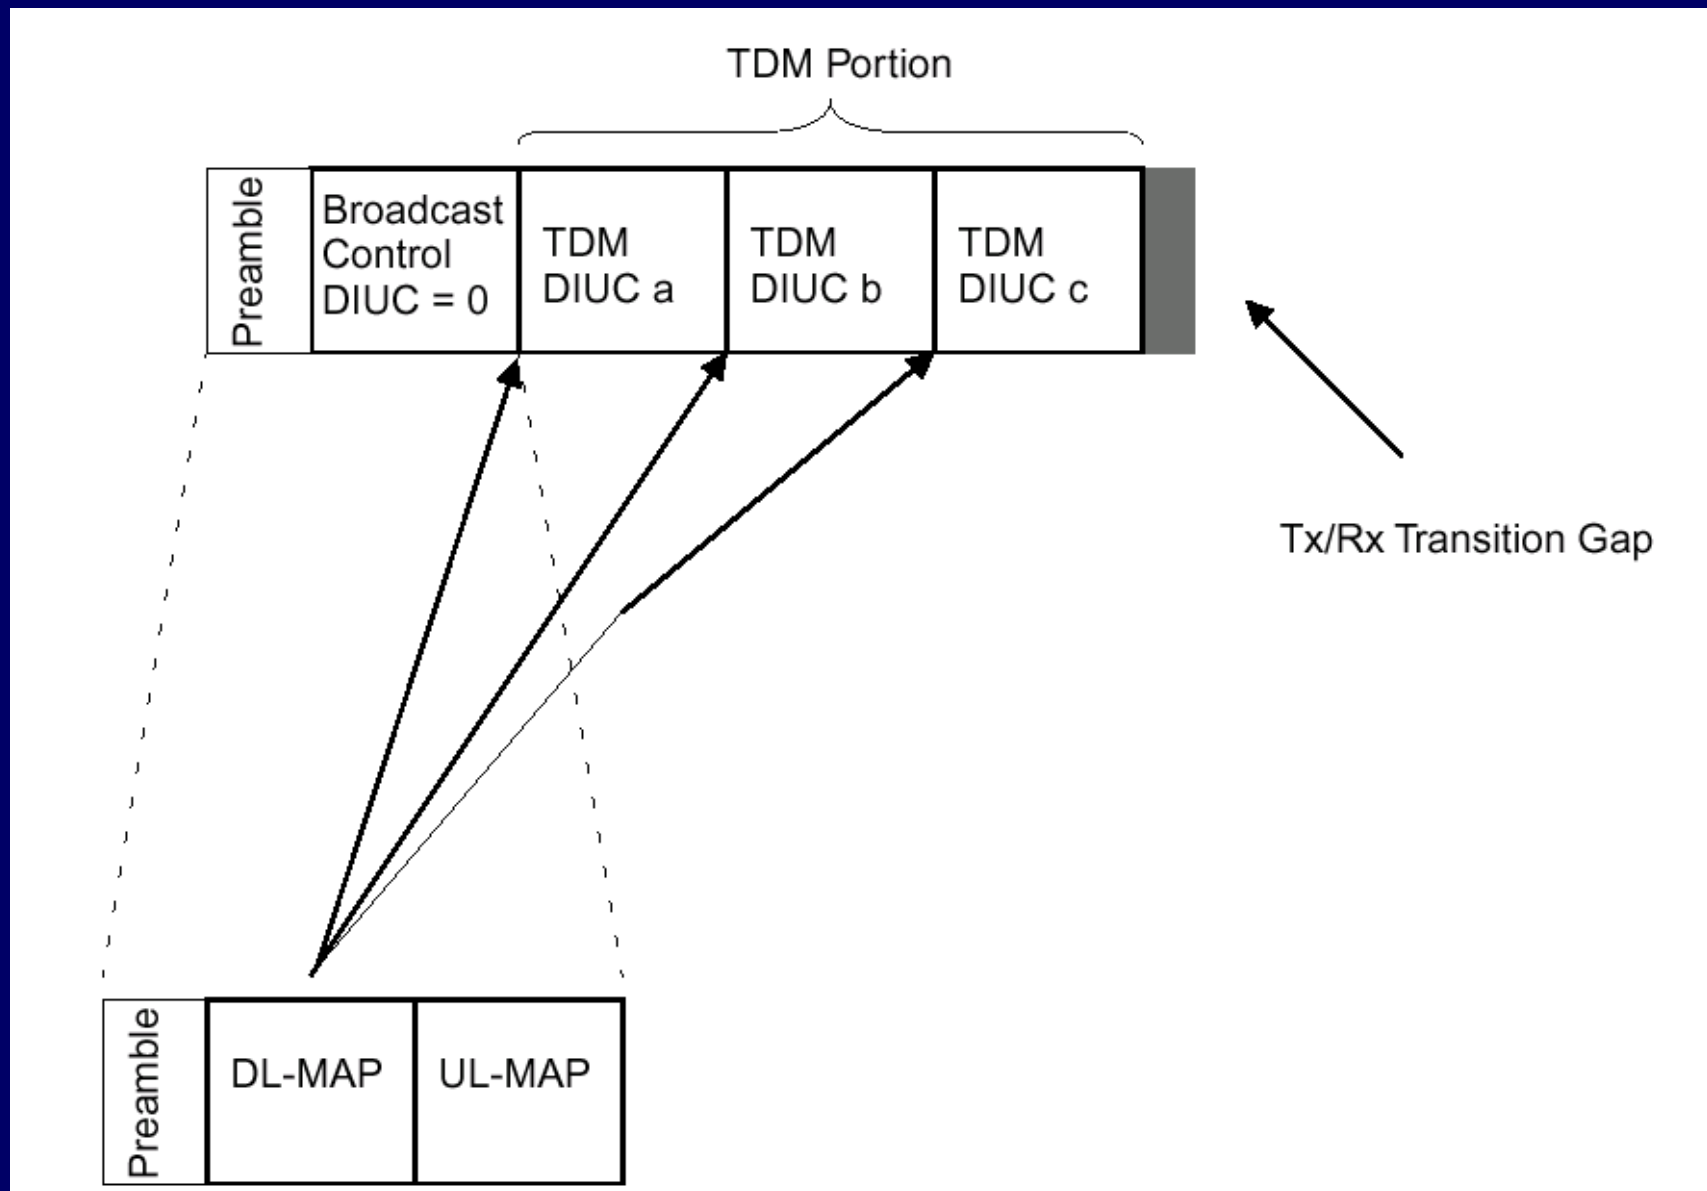 TDM Portion
Preamble
Broadcast
Control
DIUC = 0
TDM
DIUC a
TDM
DIUC b
TDM
DIUC c
Tx/Rx Transition Gap
Preamble
DL-MAP
UL-MAP